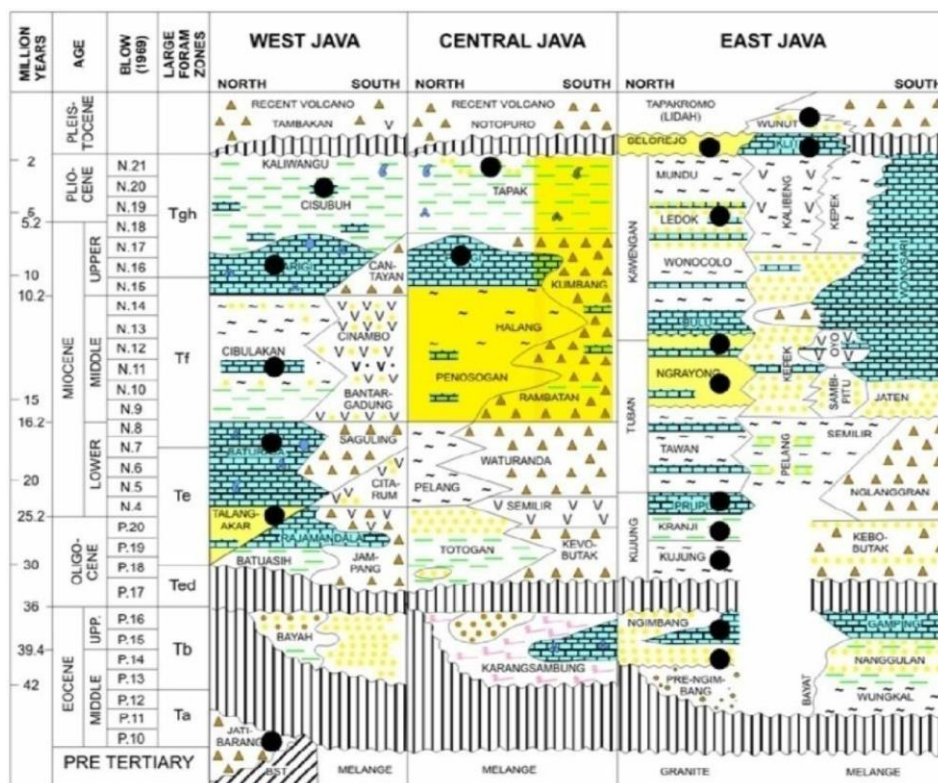 MILLION YEARS
AGE
BLOW (1969)
LARGE FORAM ZONES
WEST JAVA
NORTH SOUTH
CENTRAL JAVA
NORTH SOUTH
EAST JAVA
NORTH SOUTH
2
5
5.2
10
10.2
15
16.2
20
25.2
30
36
39.4
42
PLEIS-TOCENE
PLIO-CENE
MIOCENE
UPPER
MIDDLE
LOWER
OLIGO-CENE
EOCENE
UPP.
MIDDLE
PRE TERTIARY
N.21
N.20
N.19
N.18
N.17
N.16
N.15
N.14
N.13
N.12
N.11
N.10
N.9
N.8
N.7
N.6
N.5
N.4
P.20
P.19
P.18
P.17
P.16
P.15
P.14
P.13
P.12
P.11
P.10
Tgh
Tf
Te
Ted
Tb
Ta
RECENT VOLCANO
TAMBAKAN
KALIWANGU
CISUBUH
CAN-
TAYAN
CINAMBO
CIBULAKAN
BANTAR-
GADUNG
SAGULING
CITA-
RUM
TALANG-
AKAR
RAJAMANDALA
BATUASIH
JAM-
PANG
BAYAH
JATI-
BARANG
BST
MELANGE
RECENT VOLCANO
NOTOPURO
TAPAK
KUMBANG
HALANG
PENOSOGAN
RAMBATAN
WATURANDA
PELANG
SEMILIR
TOTOGAN
KEVO-
BUTAK
KARANGSAMBUNG
MELANGE
TAPAKROMO
(LIDAH)
WUNUT
SELOREJO
MUNDU
KALIBENG
KEPEK
LEDOK
KAWENGAN
WONOCOLO
WONOSARI
BULU
OYO
NGRAYONG
KEREK
SAMBI-
PITU
JATEN
TUBAN
TAWAN
PELANG
SEMILIR
NGLANGGRAN
PRUPUH
KRANJI
KUJUNG
KUJUNG
KEBO-
BUTAK
NGIMBANG
GAMPING
NANGGULAN
PRE-NGIM-
BANG
BAYAT
WUNGKAL
GRANITE
MELANGE